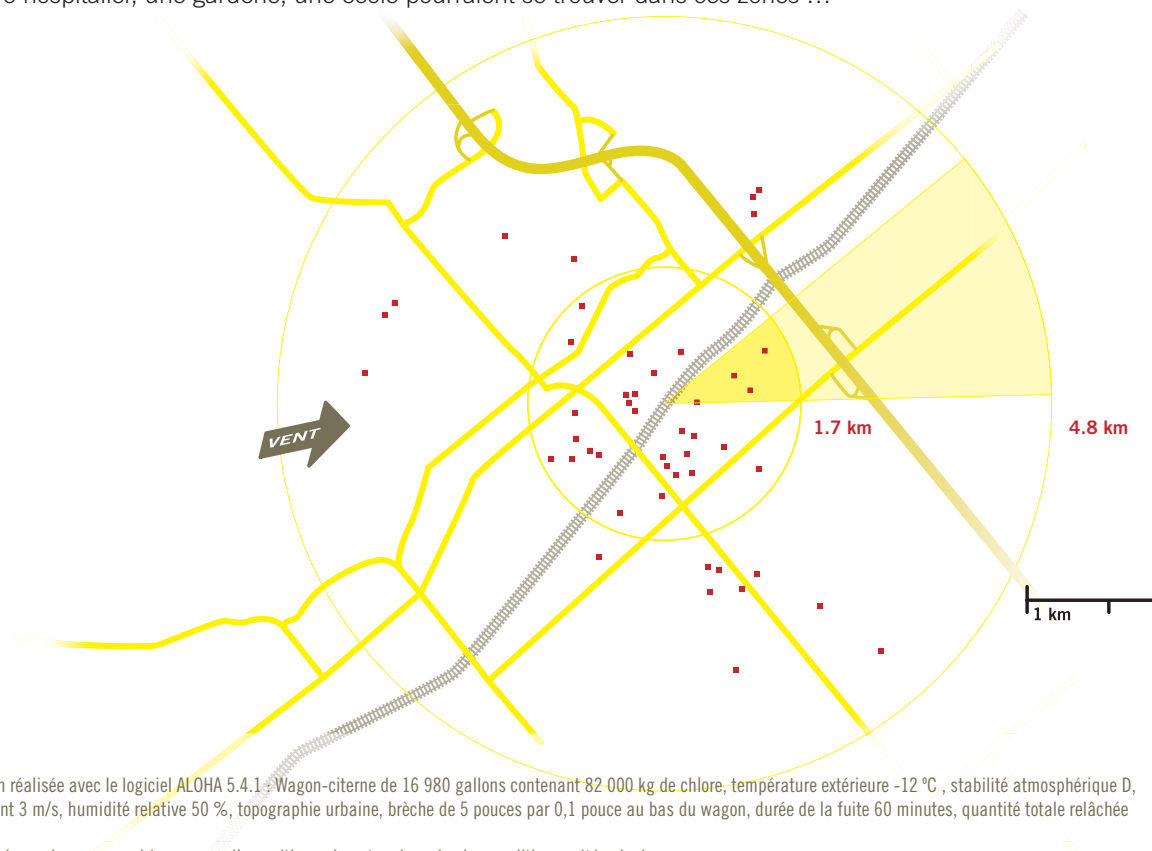 hospitalier, une garderie, une école pourraient se trouver dans ces zones ...
VENT
1.7 km
4.8 km
1 km
réalisée avec le logiciel ALOHA 5.4.1. Wagon-citerne de 16 980 gallons contenant 82 000 kg de chlore, température extérieure -12 °C , stabilité atmosphérique D,
3 m/s, humidité relative 50 %, topographie urbaine, brèche de 5 pouces par 0,1 pouce au bas du wagon, durée de la fuite 60 minutes, quantité totale relâchée